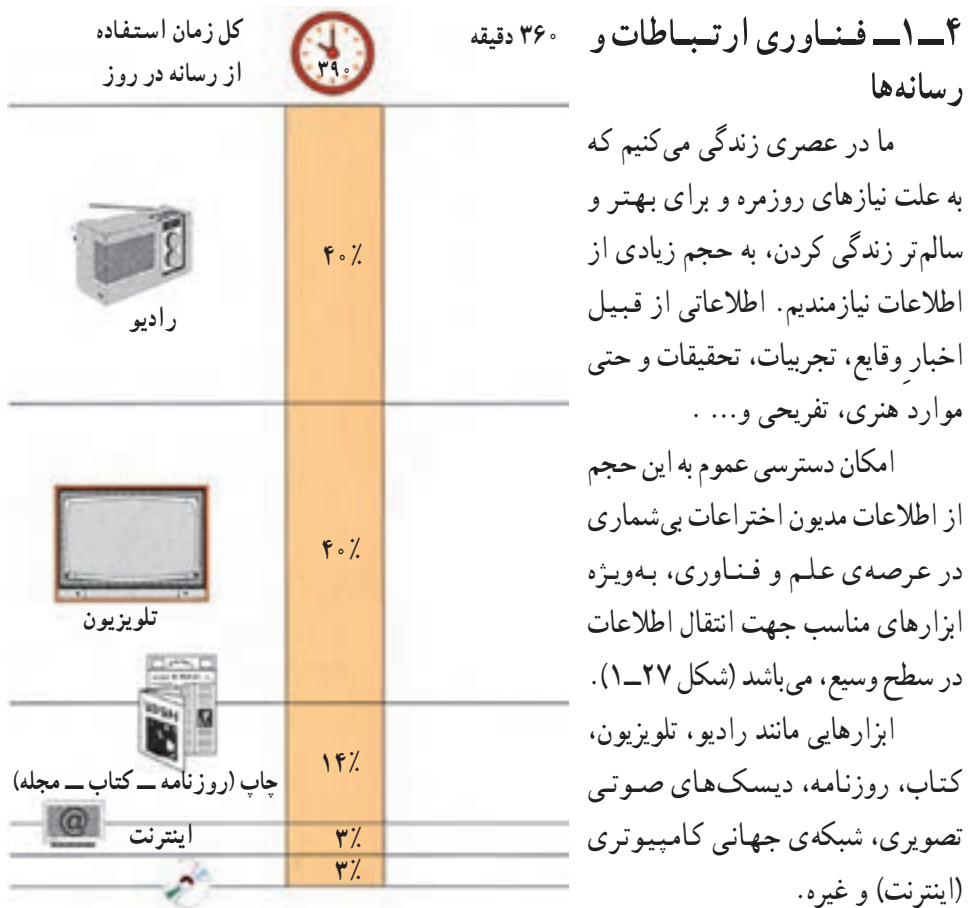 ۴ــ۱ــ فـنـاوری ارتـبـاطات و
رسانه‌ها
ما در عصری زندگی می‌کنیم که
به علت نیازهای روزمره و برای بهتر و
سالم‌تر زندگی کردن، به حجم زیادی از
اطلاعات نیازمندیم. اطلاعاتی از قبیل
اخبارِ وقایع، تجربیات، تحقیقات و حتی
موارد هنری، تفریحی و... .
امکان دسترسی عموم به این حجم
از اطلاعات مدیون اختراعات بی‌شماری
در عرصه‌ی علم و فناوری، به‌ویژه
ابزارهای مناسب جهت انتقال اطلاعات
در سطح وسیع، می‌باشد (شکل ۲۷ــ۱).
ابزارهایی مانند رادیو، تلویزیون،
کتاب، روزنامه، دیسک‌های صوتی
تصویری، شبکه‌ی جهانی کامپیوتری
(اینترنت) و غیره.
۳۶۰ دقیقه
۳۹۰
کل زمان استفاده
از رسانه در روز
۴۰٪
رادیو
۴۰٪
تلویزیون
۱۴٪
چاپ (روزنامه ــ کتاب ــ مجله)
@
اینترنت
۳٪
۳٪